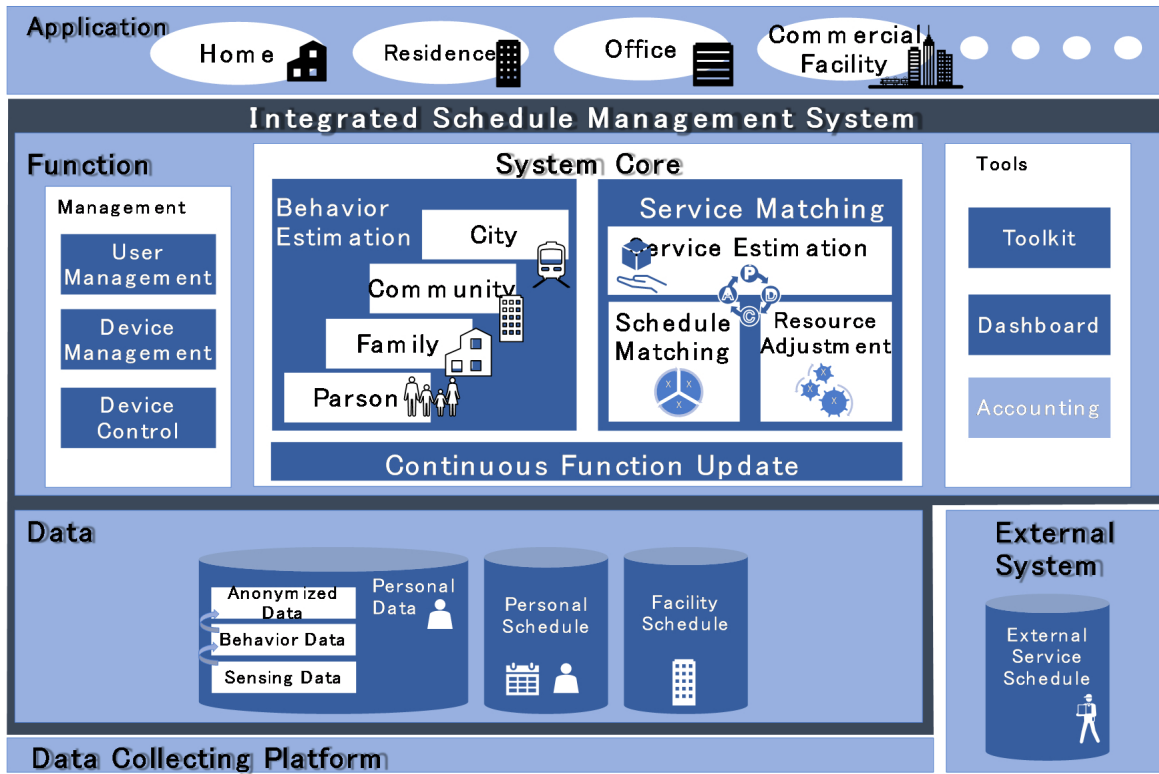 Application
Home
Residence
Office
Commercial
Facility
Integrated Schedule Management System
Function
Management
User
Management
Device
Management
Device
Control
System Core
Behavior
Estimation
City
Community
Family
Parson
Service Matching
Service Estimation
P
D
C
A
Schedule
Matching
X
X
X
Resource
Adjustment
X
X
X
Continuous Function Update
Tools
Toolkit
Dashboard
Accounting
Data
Personal
Data
Anonymized
Data
Behavior Data
Sensing Data
Personal
Schedule
Facility
Schedule
External
System
External
Service
Schedule
Data Collecting Platform